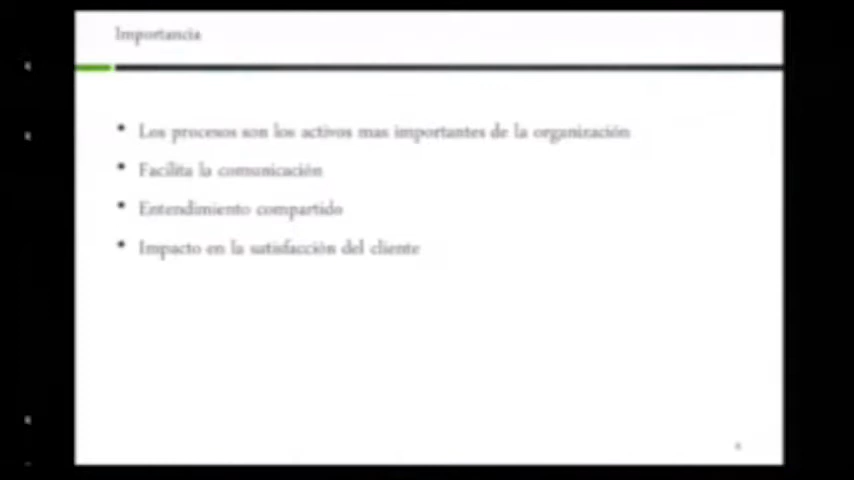 Importancia
Los procesos son los activos mas importantes de la organización
Facilita la comunicación
Entendimiento compartido
Impacto en la satisfacción del cliente